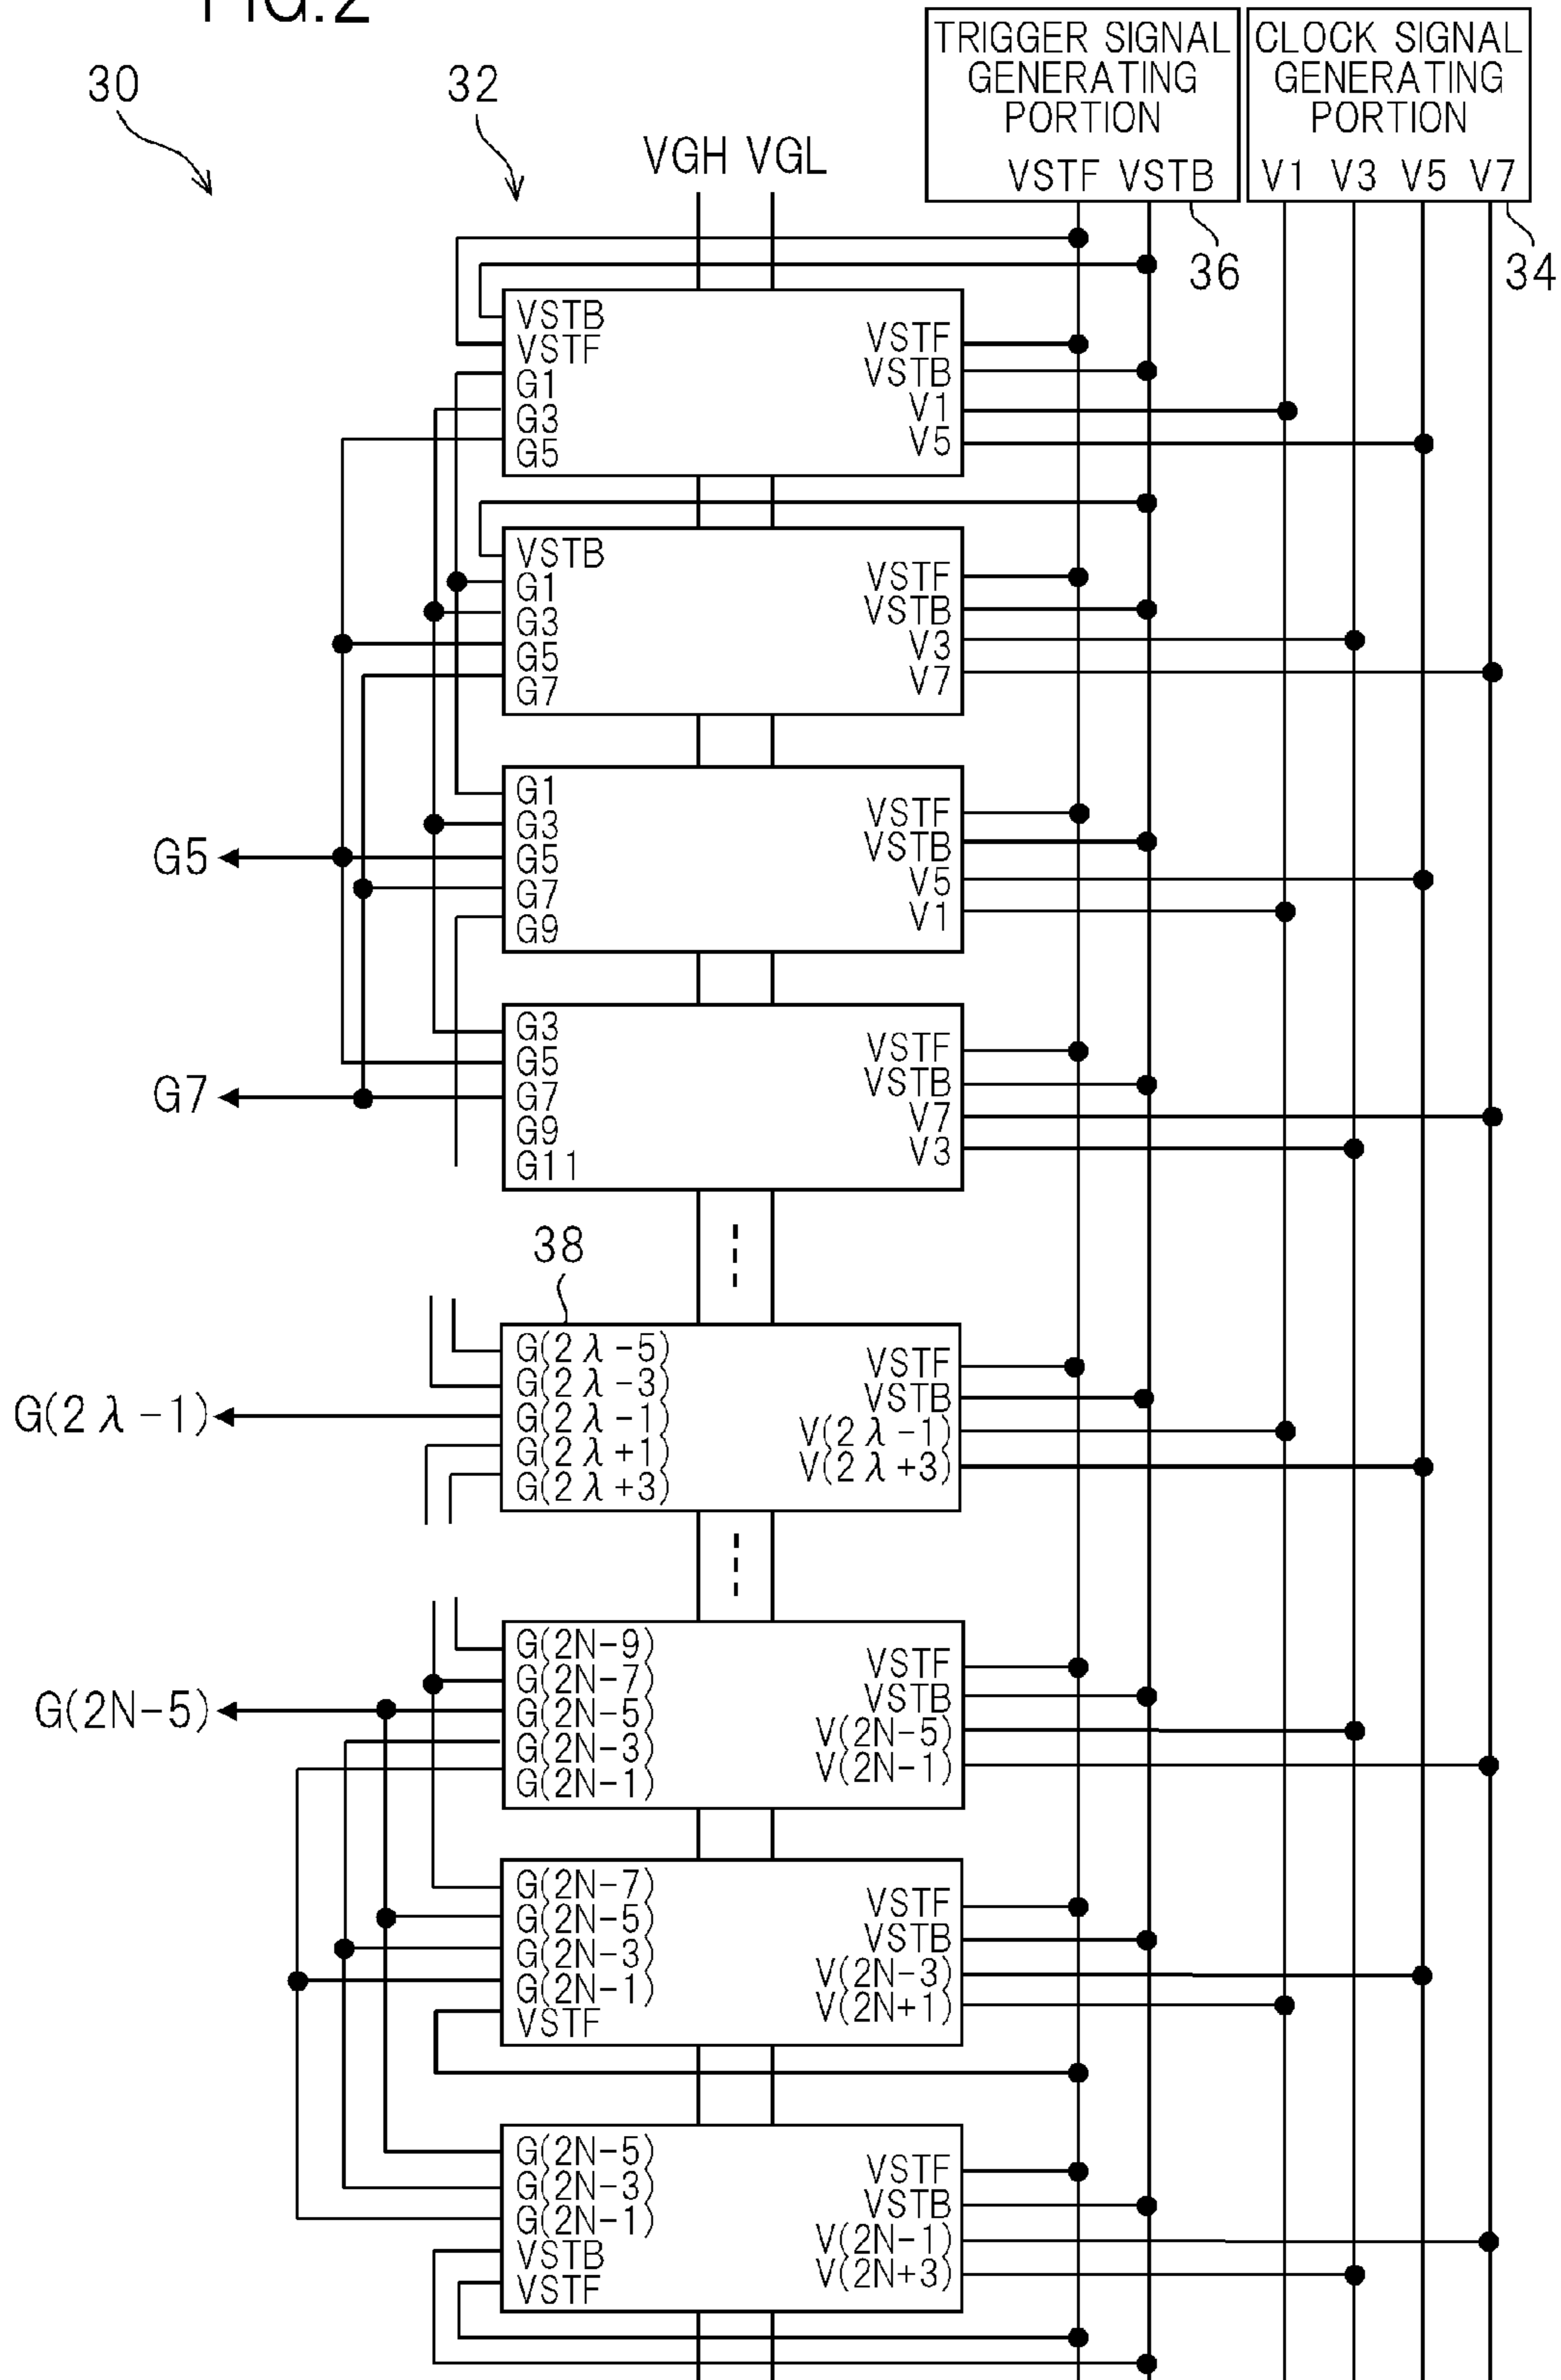 FIG.2
30
32
VGH VGL
TRIGGER SIGNAL
GENERATING
PORTION
VSTF VSTB
CLOCK SIGNAL
GENERATING
PORTION
V1 V3 V5 V7
36
34
VSTB
VSTF
G1
G3
G5
VSTF
VSTB
V1
V5
VSTB
G1
G3
G5
G7
VSTF
VSTB
V3
V7
G5
G1
G3
G5
G7
G9
VSTF
VSTB
V5
V1
G7
G3
G5
G7
G9
G11
VSTF
VSTB
V7
V3
38
G(2λ-1)
G(2λ-5)
G(2λ-3)
G(2λ-1)
G(2λ+1)
G(2λ+3)
VSTF
VSTB
V(2λ-1)
V(2λ+3)
G(2N-5)
G(2N-9)
G(2N-7)
G(2N-5)
G(2N-3)
G(2N-1)
VSTF
VSTB
V(2N-5)
V(2N-1)
G(2N-7)
G(2N-5)
G(2N-3)
G(2N-1)
VSTF
VSTF
VSTB
V(2N-3)
V(2N+1)
G(2N-5)
G(2N-3)
G(2N-1)
VSTB
VSTF
VSTF
VSTB
V(2N-1)
V(2N+3)